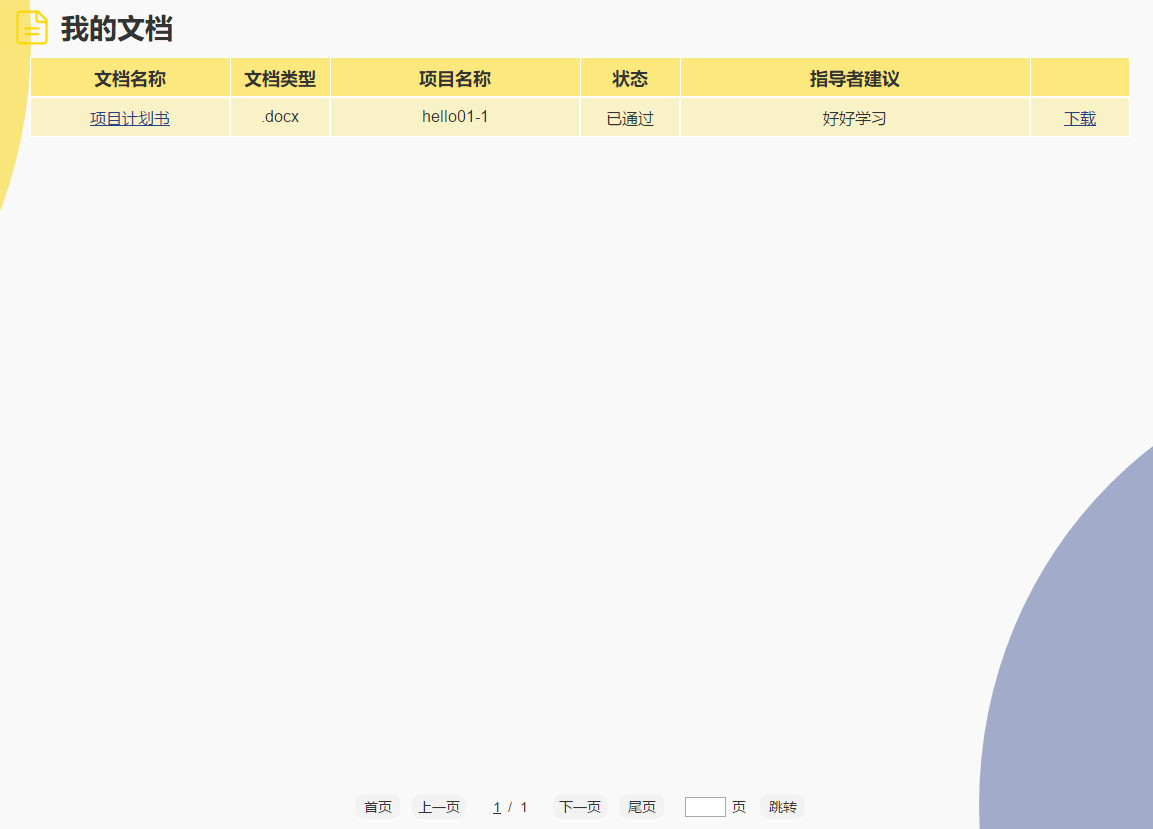 我的文档
文档名称 文档类型 项目名称 状态 指导者建议
项目计划书 .docx hello01-1 已通过 好好学习 下载
首页 上一页 1 / 1 下一页 尾页 页 跳转